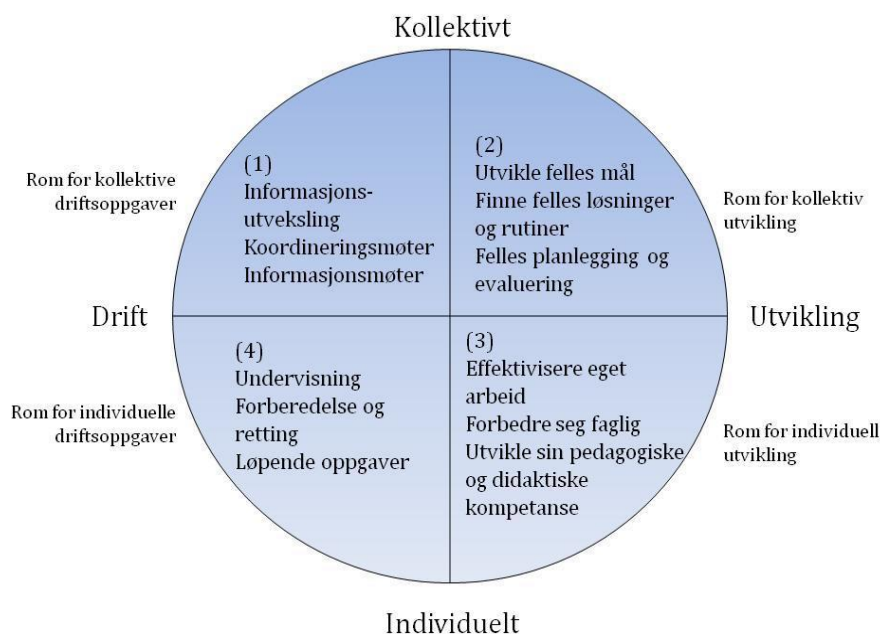 Kollektivt
Rom for kollektive
driftsoppgaver
(1)
Informasjons-
utveksling
Koordineringsmøter
Informasjonsmøter
(2)
Utvikle felles mål
Finne felles løsninger
og rutiner
Felles planlegging og
evaluering
Rom for kollektiv
utvikling
Drift
Utvikling
Rom for individuelle
driftsoppgaver
(4)
Undervisning
Forberedelse og
retting
Løpende oppgaver
(3)
Effektivisere eget
arbeid
Forbedre seg faglig
Utvikle sin pedagogiske
og didaktiske
kompetanse
Rom for individuell
utvikling
Individuelt